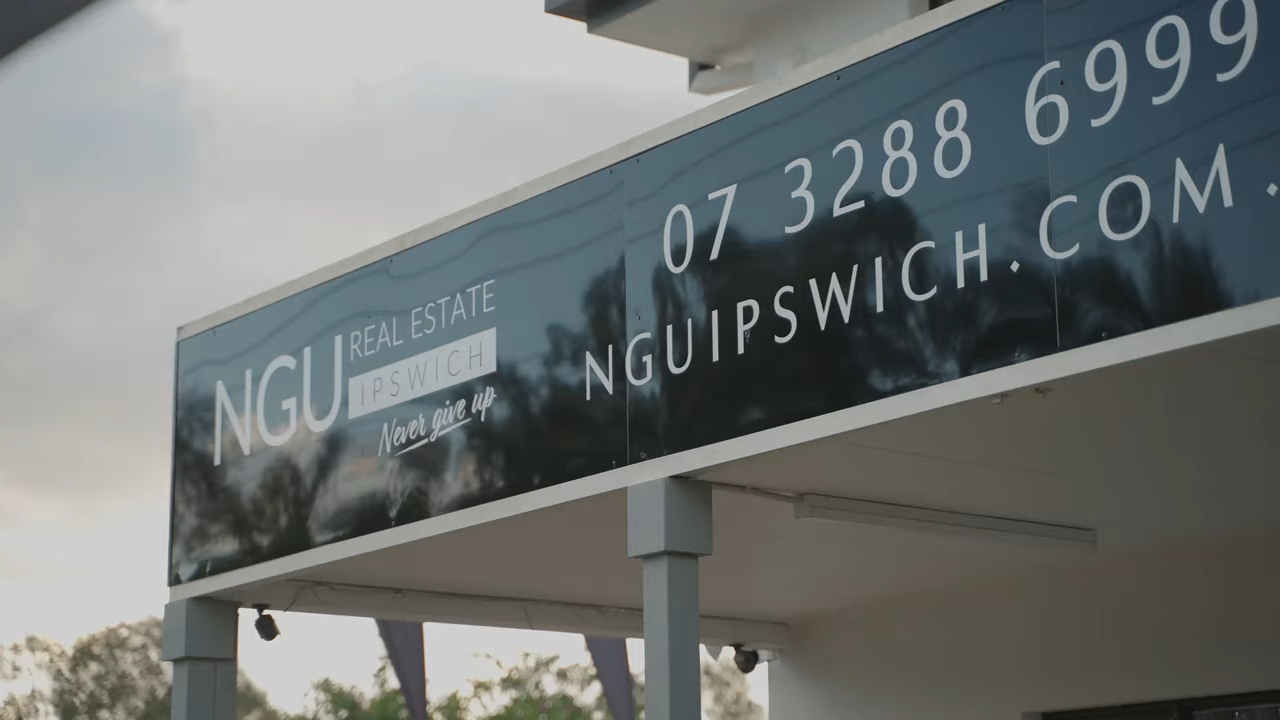 NGU REAL ESTATE
IPSWICH
Never give up
07 3288 6999
NGUIPSWICH.COM.